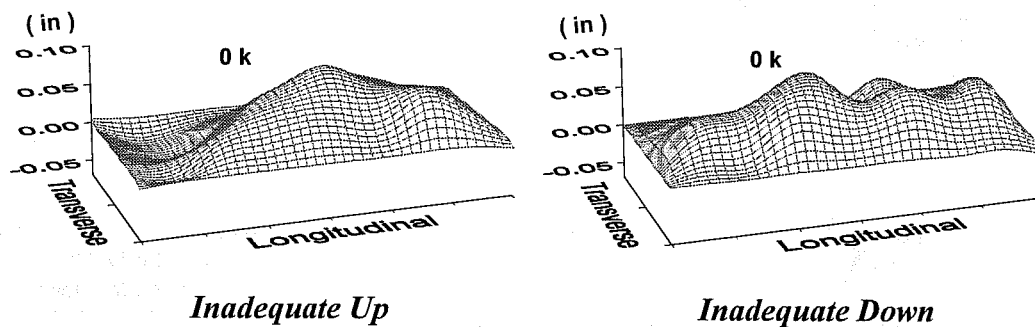 ( in )
0.10
0.05
0.00
-0.05
0 k
Transverse
Longitudinal
Inadequate Up
( in )
0.10
0.05
0.00
-0.05
0 k
Transverse
Longitudinal
Inadequate Down